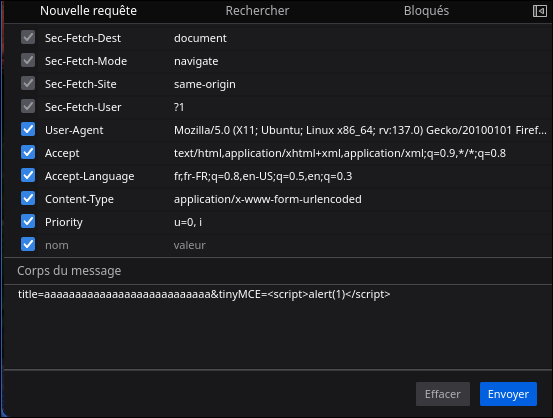 Nouvelle requête Rechercher Bloqués
Sec-Fetch-Dest document
Sec-Fetch-Mode navigate
Sec-Fetch-Site same-origin
Sec-Fetch-User ?1
User-Agent Mozilla/5.0 (X11; Ubuntu; Linux x86_64; rv:137.0) Gecko/20100101 Firef...
Accept text/html,application/xhtml+xml,application/xml;q=0.9,*/*;q=0.8
Accept-Language fr,fr-FR;q=0.8,en-US;q=0.5,en;q=0.3
Content-Type application/x-www-form-urlencoded
Priority u=0, i
nom valeur
Corps du message
title=aaaaaaaaaaaaaaaaaaaaaaaaaaa&tinyMCE=<script>alert(1)</script>
Effacer Envoyer